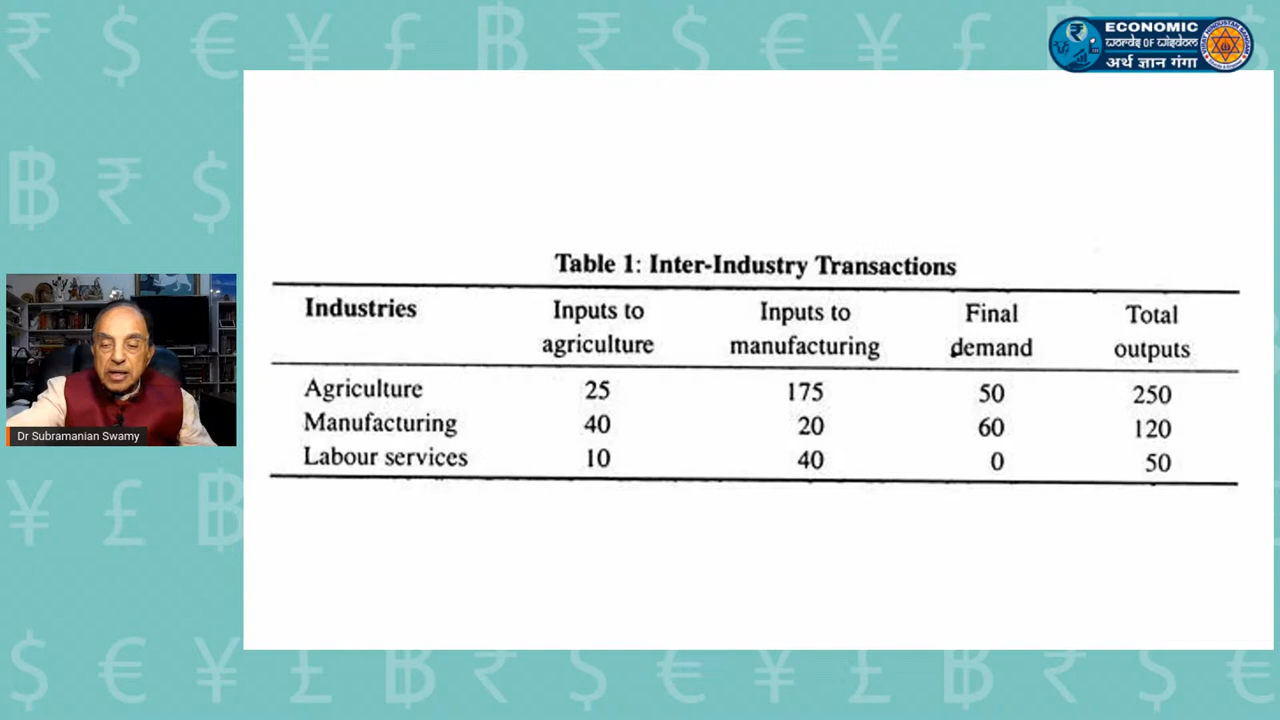 ECONOMIC
words OF wisdom
अर्थ ज्ञान गंगा
Table 1: Inter-Industry Transactions
Industries Inputs to agriculture Inputs to manufacturing Final demand Total outputs
Agriculture 25 175 50 250
Manufacturing 40 20 60 120
Labour services 10 40 0 50
Dr Subramanian Swamy